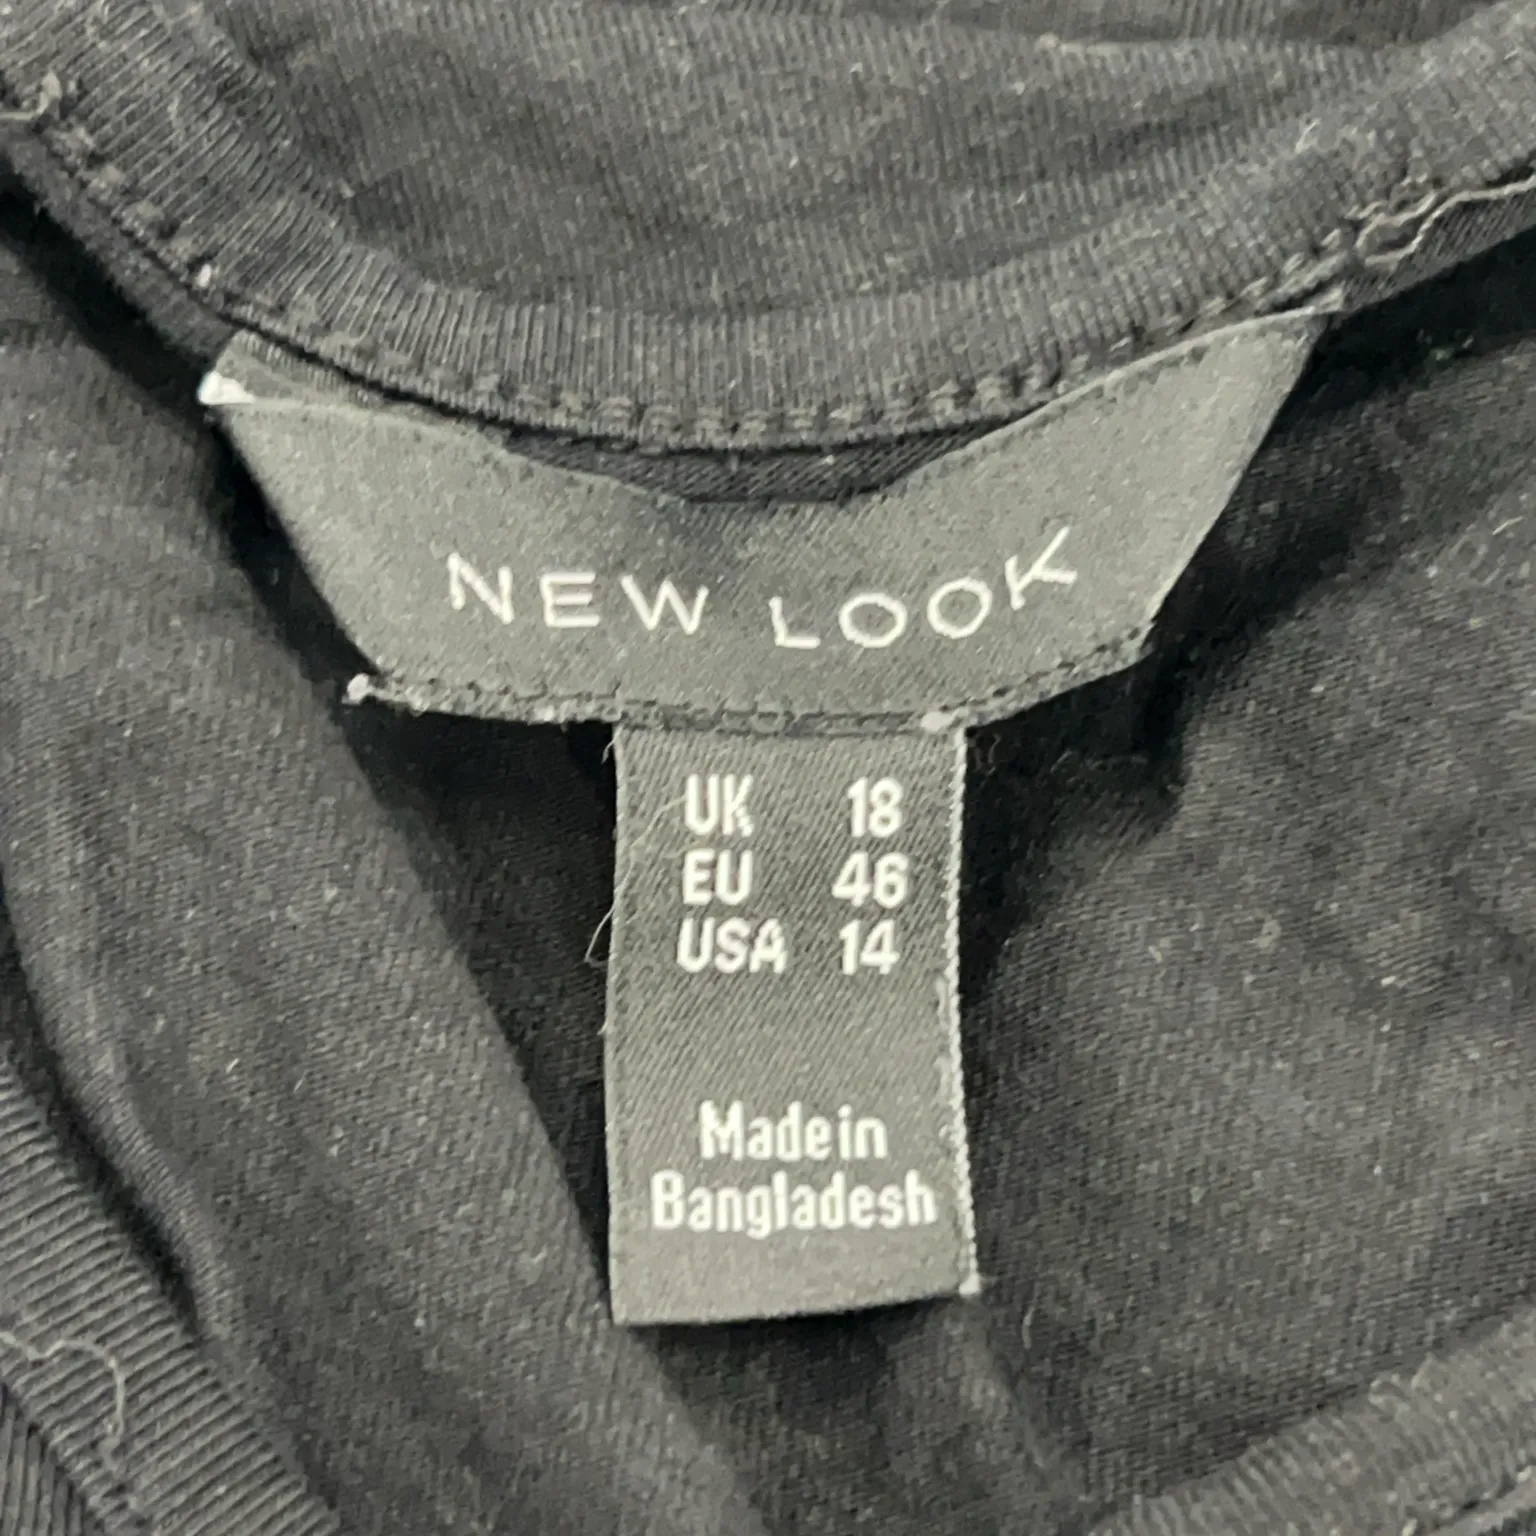 NEW LOOK
UK 18
EU 46
USA 14
Made in
Bangladesh